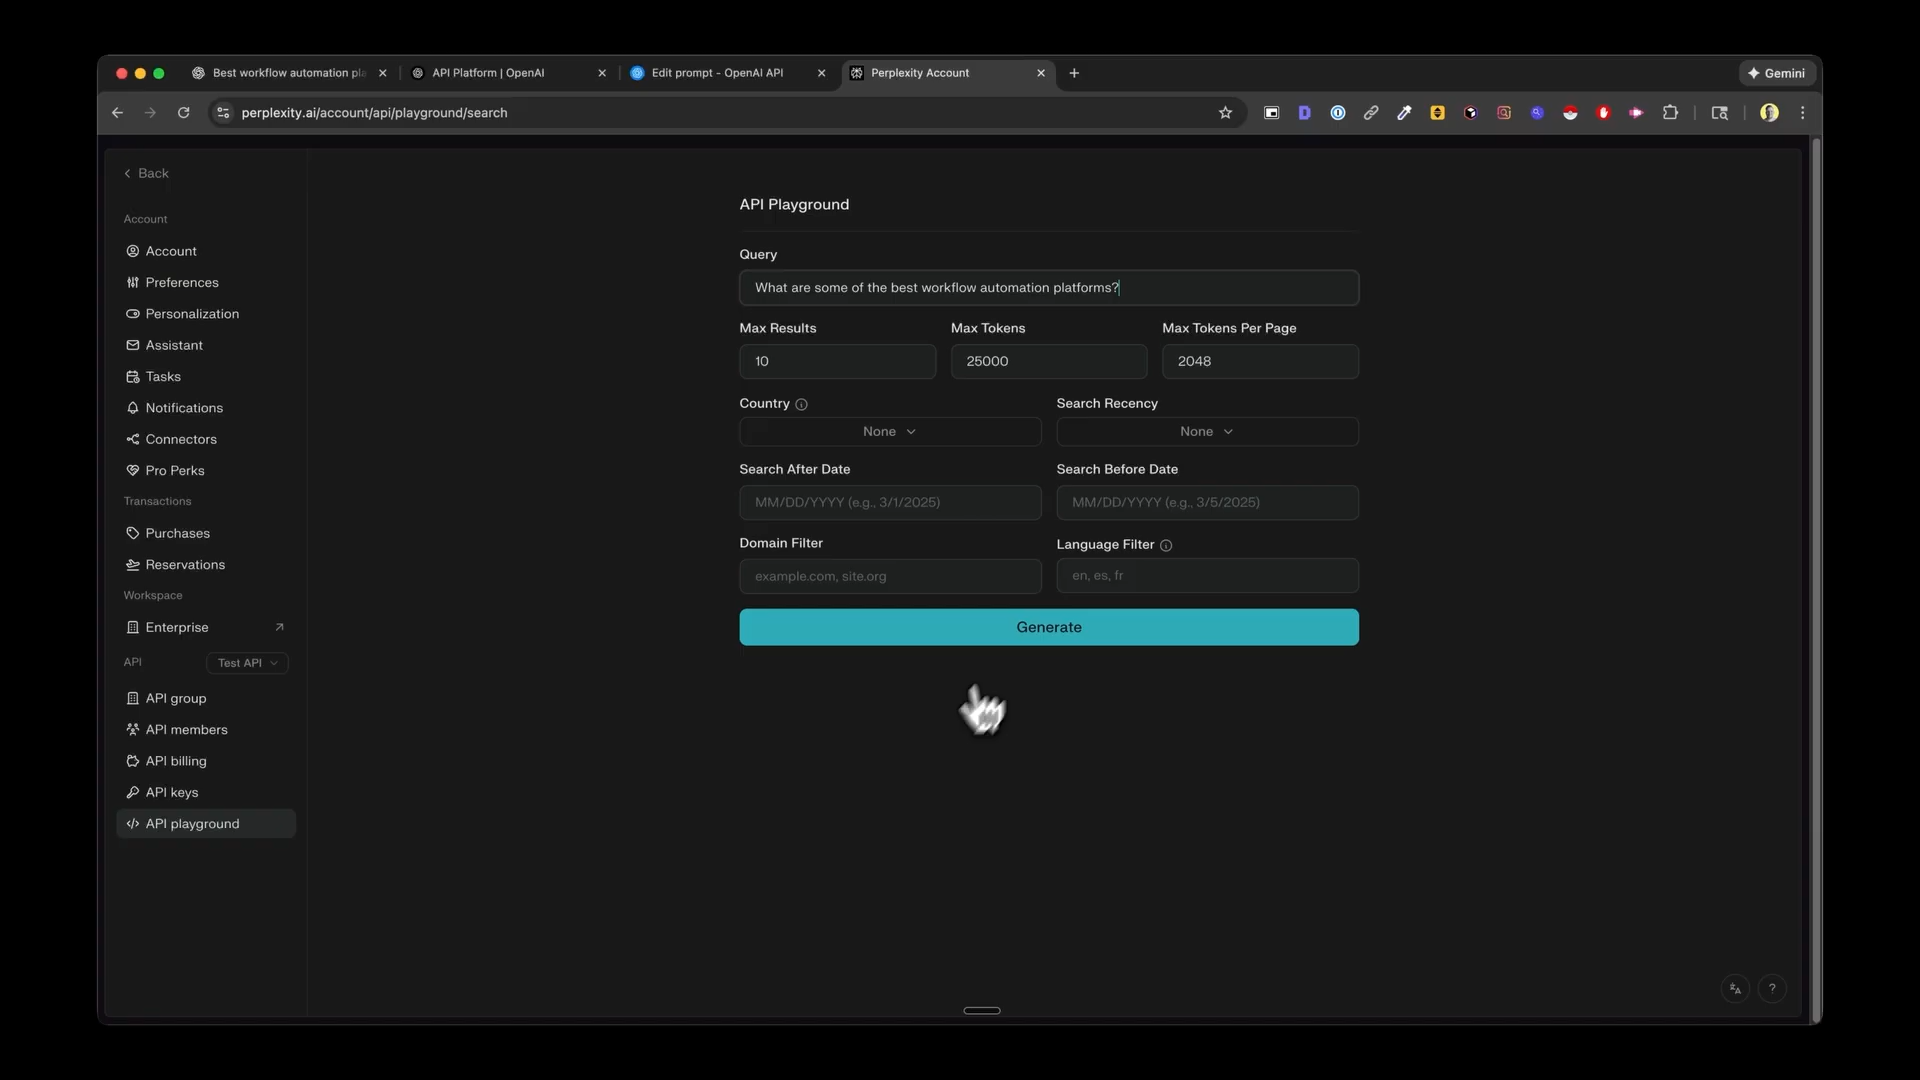 Best workflow automation pla
API Platform | OpenAI
Edit prompt - OpenAI API
Perplexity Account
Gemini
perplexity.ai/account/api/playground/search
Back
Account
Account
Preferences
Personalization
Assistant
Tasks
Notifications
Connectors
Pro Perks
Transactions
Purchases
Reservations
Workspace
Enterprise
API
Test API
API group
API members
API billing
API keys
API playground
API Playground
Query
What are some of the best workflow automation platforms?
Max Results
Max Tokens
Max Tokens Per Page
10
25000
2048
Country
Search Recency
None
None
Search After Date
Search Before Date
MM/DD/YYYY (e.g., 3/1/2025)
MM/DD/YYYY (e.g., 3/5/2025)
Domain Filter
Language Filter
example.com, site.org
en, es, fr
Generate
?